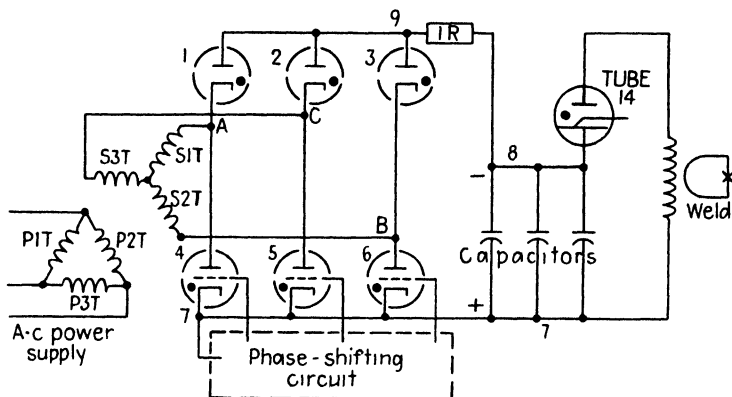 9
1R
1
2
3
TUBE
14
A
C
S3T
S1T
8
S2T
−
Weld
B
P1T
P2T
4
5
6
Capacitors
P3T
+
7
7
A-c power
supply
Phase-shifting
circuit